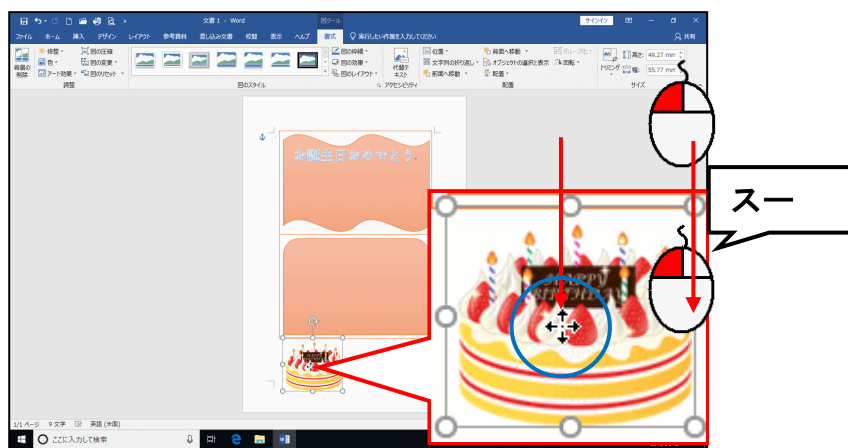 文書 1 - Word
図ツール
サインイン
ファイル ホーム 挿入 デザイン レイアウト 参考資料 差し込み文書 校閲 表示 ヘルプ 書式 実行したい作業を入力してください 共有
背景の削除
修整
色
アート効果
図の圧縮
図の変更
図のリセット
調整
図のスタイル
図の枠線
図の効果
図のレイアウト
代替テキスト
アクセシビリティ
位置
文字列の折り返し
前面へ移動
背面へ移動
オブジェクトの選択と表示
配置
グループ化
回転
配置
トリミング
高さ: 49.27 mm
幅: 55.77 mm
サイズ
お誕生日おめでとう
HAPPY
BIRTHDAY
スー
1/1 ページ 9 文字 英語 (米国)
ここに入力して検索